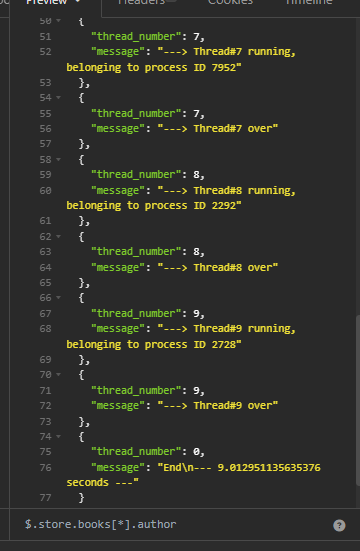 Preview
Headers
Cookies
Timeline
50 {
51 "thread_number": 7,
52 "message": "---> Thread#7 running,
belonging to process ID 7952"
53 },
54 {
55 "thread_number": 7,
56 "message": "---> Thread#7 over"
57 },
58 {
59 "thread_number": 8,
60 "message": "---> Thread#8 running,
belonging to process ID 2292"
61 },
62 {
63 "thread_number": 8,
64 "message": "---> Thread#8 over"
65 },
66 {
67 "thread_number": 9,
68 "message": "---> Thread#9 running,
belonging to process ID 2728"
69 },
70 {
71 "thread_number": 9,
72 "message": "---> Thread#9 over"
73 },
74 {
75 "thread_number": 0,
76 "message": "End\n--- 9.012951135635376
seconds ---"
77 }
$.store.books[*].author
?